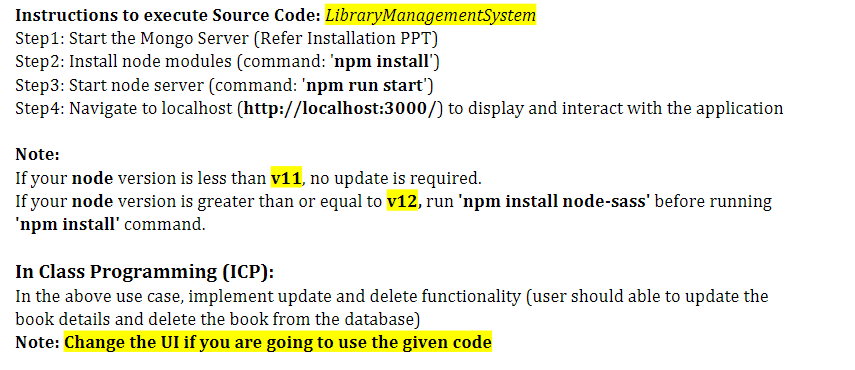 Instructions to execute Source Code: LibraryManagementSystem
Step1: Start the Mongo Server (Refer Installation PPT)
Step2: Install node modules (command: 'npm install')
Step3: Start node server (command: 'npm run start')
Step4: Navigate to localhost (http://localhost:3000/) to display and interact with the application
Note:
If your node version is less than v11, no update is required.
If your node version is greater than or equal to v12, run 'npm install node-sass' before running
'npm install' command.
In Class Programming (ICP):
In the above use case, implement update and delete functionality (user should able to update the
book details and delete the book from the database)
Note: Change the UI if you are going to use the given code